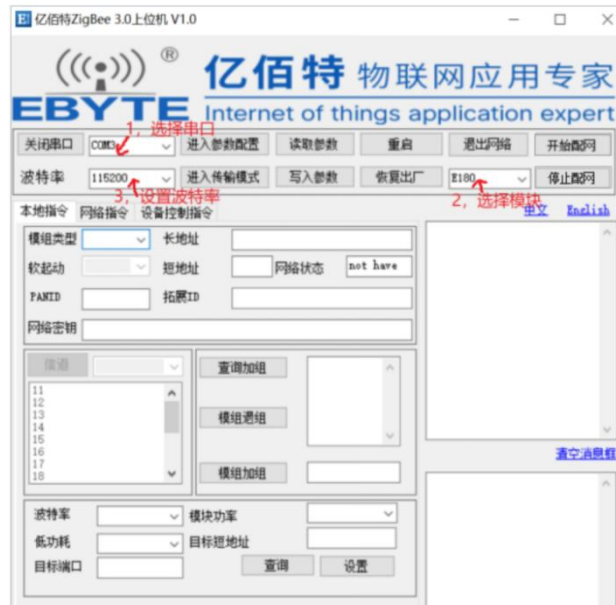 亿佰特ZigBee 3.0上位机 V1.0
®
亿佰特 物联网应用专家
EBYTE Internet of things application expert
1, 选择串口
关闭串口 COM3 进入参数配置 读取参数 重启 退出网络 开始配网
波特率 115200 进入传输模式 写入参数 恢复出厂 E180 停止配网
3, 设置波特率 2, 选择模块
本地指令 网络指令 设备控制指令 中文 English
模组类型 长地址
软起动 短地址 网络状态 not have
PANID 拓展ID
网络密钥
信道 查询加组
11
12
13
14 模组退组
15
16
17
18 模组加组
清空消息框
波特率 模块功率
低功耗 目标短地址
目标端口 查询 设置